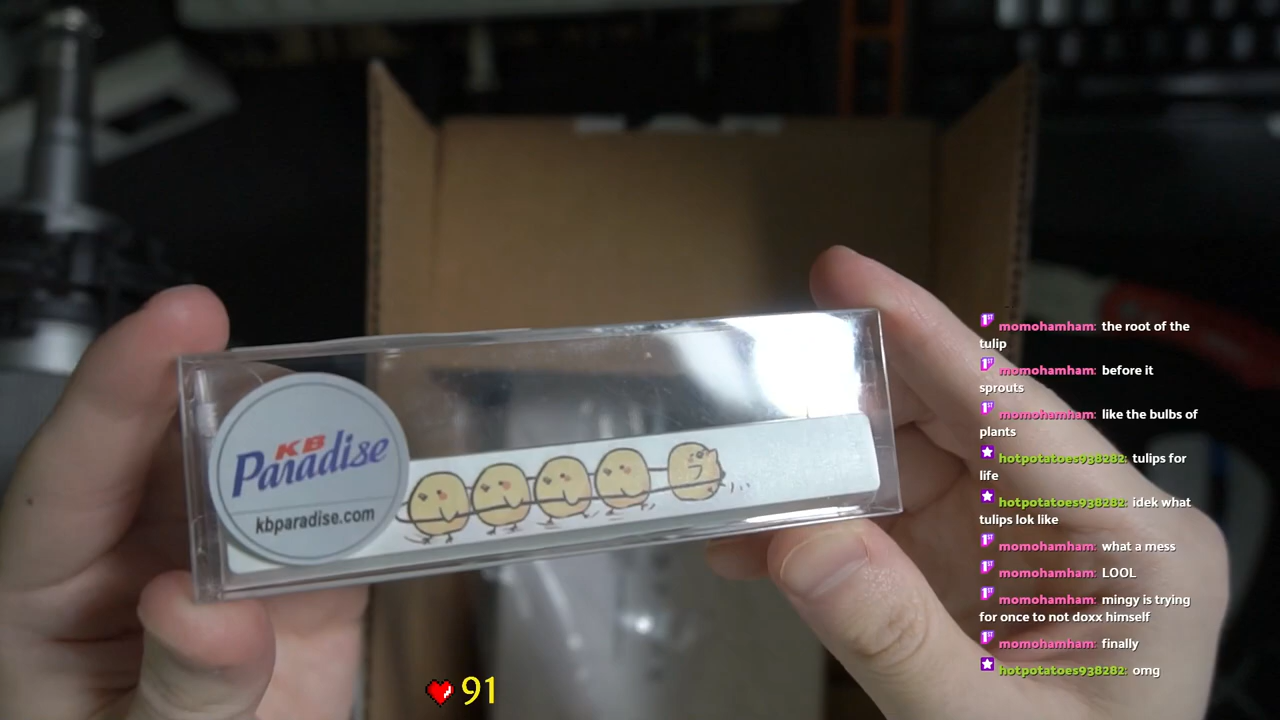 KB
Paradise
kbparadise.com
momohamham: the root of the
tulip
momohamham: before it
sprouts
momohamham: like the bulbs of
plants
hotpotatoes938282: tulips for
life
hotpotatoes938282: idek what
tulips lok like
momohamham: what a mess
momohamham: LOOL
momohamham: mingy is trying
for once to not doxx himself
momohamham: finally
hotpotatoes938282: omg
91